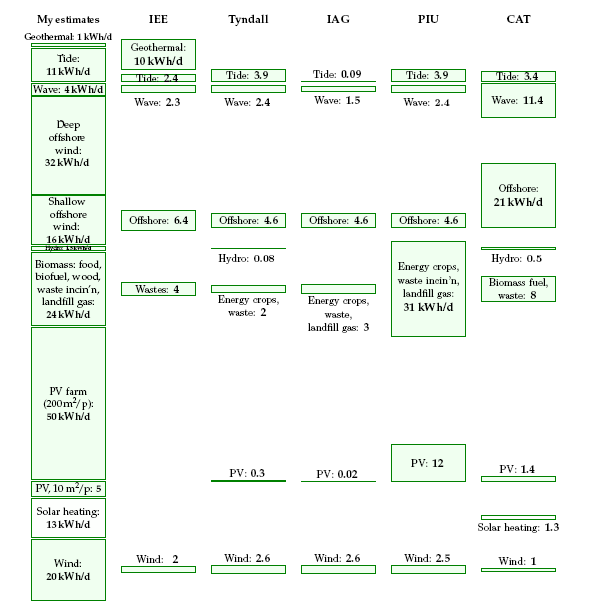 My estimates
IEE
Tyndall
IAG
PIU
CAT
Geothermal: 1 kWh/d
Tide:
11 kWh/d
Wave: 4 kWh/d
Deep
offshore
wind:
32 kWh/d
Shallow
offshore
wind:
16 kWh/d
Biomass: food,
biofuel, wood,
waste incin'n,
landfill gas:
24 kWh/d
PV farm
(200 m²/p):
50 kWh/d
PV, 10 m²/p: 5
Solar heating:
13 kWh/d
Wind:
20 kWh/d
Geothermal:
10 kWh/d
Tide: 2.4
Wave: 2.3
Offshore: 6.4
Wastes: 4
Wind: 2
Tide: 3.9
Wave: 2.4
Offshore: 4.6
Hydro: 0.08
Energy crops,
waste: 2
PV: 0.3
Wind: 2.6
Tide: 0.09
Wave: 1.5
Offshore: 4.6
Energy crops,
waste,
landfill gas: 3
PV: 0.02
Wind: 2.6
Tide: 3.9
Wave: 2.4
Offshore: 4.6
Energy crops,
waste incin'n,
landfill gas:
31 kWh/d
PV: 12
Wind: 2.5
Tide: 3.4
Wave: 11.4
Offshore:
21 kWh/d
Hydro: 0.5
Biomass fuel,
waste: 8
PV: 1.4
Solar heating: 1.3
Wind: 1